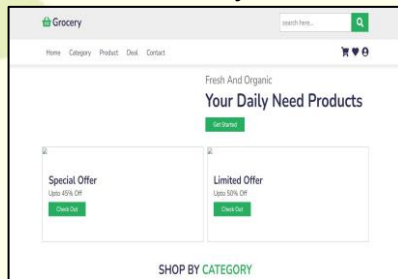 Grocery
search here..
Home Category Product Deal Contact
Fresh And Organic
Your Daily Need Products
Get Started
Special Offer
Upto 45% Off
Check Out
Limited Offer
Upto 50% Off
Check Out
SHOP BY CATEGORY